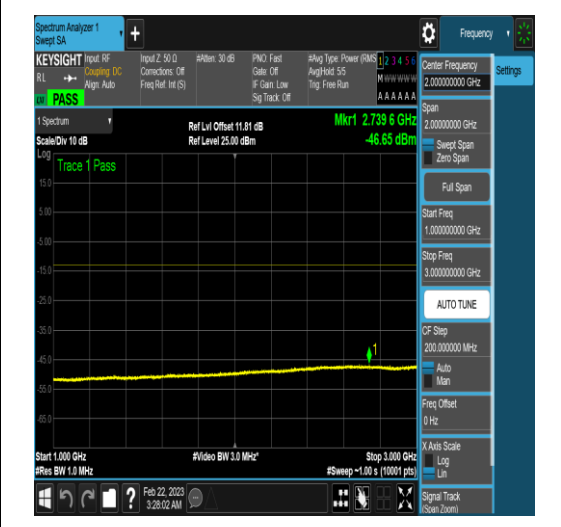 Spectrum Analyzer 1
Swept SA
Frequency
KEYSIGHT
Input: RF
Coupling: DC
Align: Auto
Input Z: 50 Ω
Corrections: Off
Freq Ref: Int (S)
#Atten: 30 dB
PNO: Fast
Gate: Off
IF Gain: Low
Sig Track: Off
#Avg Type: Power (RMS
Avg|Hold: 5/5
Trig: Free Run
1 2 3 4 5 6
M W W W W W
A A A A A A
RL
PASS
1 Spectrum
Scale/Div 10 dB
Ref Lvl Offset 11.81 dB
Ref Level 25.00 dBm
Mkr1 2.739 6 GHz
-46.65 dBm
Log
Trace 1 Pass
15.0
5.00
-5.00
-15.0
-25.0
-35.0
-45.0
-55.0
-65.0
1
Start 1.000 GHz
#Res BW 1.0 MHz
#Video BW 3.0 MHz*
Stop 3.000 GHz
#Sweep ~1.00 s (10001 pts)
Feb 22, 2023
3:28:02 AM
Center Frequency
2.000000000 GHz
Span
2.00000000 GHz
Swept Span
Zero Span
Full Span
Start Freq
1.000000000 GHz
Stop Freq
3.000000000 GHz
AUTO TUNE
CF Step
200.000000 MHz
Auto
Man
Freq Offset
0 Hz
X Axis Scale
Log
Lin
Signal Track
(Span Zoom)
Settings